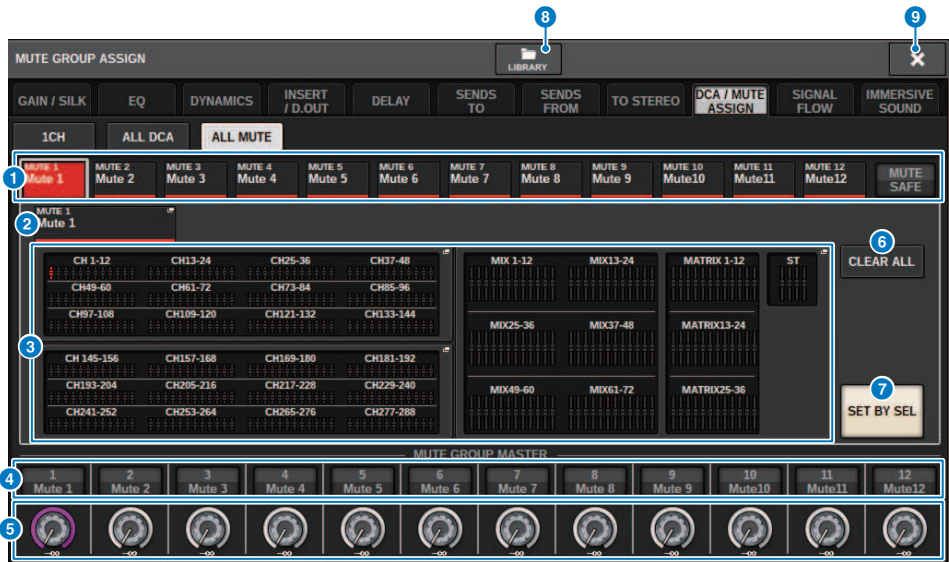 8
9
MUTE GROUP ASSIGN
LIBRARY
×
GAIN / SILK
EQ
DYNAMICS
INSERT
/ D.OUT
DELAY
SENDS
TO
SENDS
FROM
TO STEREO
DCA / MUTE
ASSIGN
SIGNAL
FLOW
IMMERSIVE
SOUND
1CH
ALL DCA
ALL MUTE
1
MUTE 1
Mute 1
MUTE 2
Mute 2
MUTE 3
Mute 3
MUTE 4
Mute 4
MUTE 5
Mute 5
MUTE 6
Mute 6
MUTE 7
Mute 7
MUTE 8
Mute 8
MUTE 9
Mute 9
MUTE 10
Mute10
MUTE 11
Mute11
MUTE 12
Mute12
MUTE
SAFE
2
MUTE 1
Mute 1
3
CH 1-12
CH13-24
CH25-36
CH37-48
CH49-60
CH61-72
CH73-84
CH85-96
CH97-108
CH109-120
CH121-132
CH133-144
CH 145-156
CH157-168
CH169-180
CH181-192
CH193-204
CH205-216
CH217-228
CH229-240
CH241-252
CH253-264
CH265-276
CH277-288
MIX 1-12
MIX13-24
MIX25-36
MIX37-48
MIX49-60
MIX61-72
MATRIX 1-12
MATRIX13-24
MATRIX25-36
ST
6
CLEAR ALL
7
SET BY SEL
MUTE GROUP MASTER
4
1
Mute 1
2
Mute 2
3
Mute 3
4
Mute 4
5
Mute 5
6
Mute 6
7
Mute 7
8
Mute 8
9
Mute 9
10
Mute10
11
Mute11
12
Mute12
5
-∞
-∞
-∞
-∞
-∞
-∞
-∞
-∞
-∞
-∞
-∞
-∞